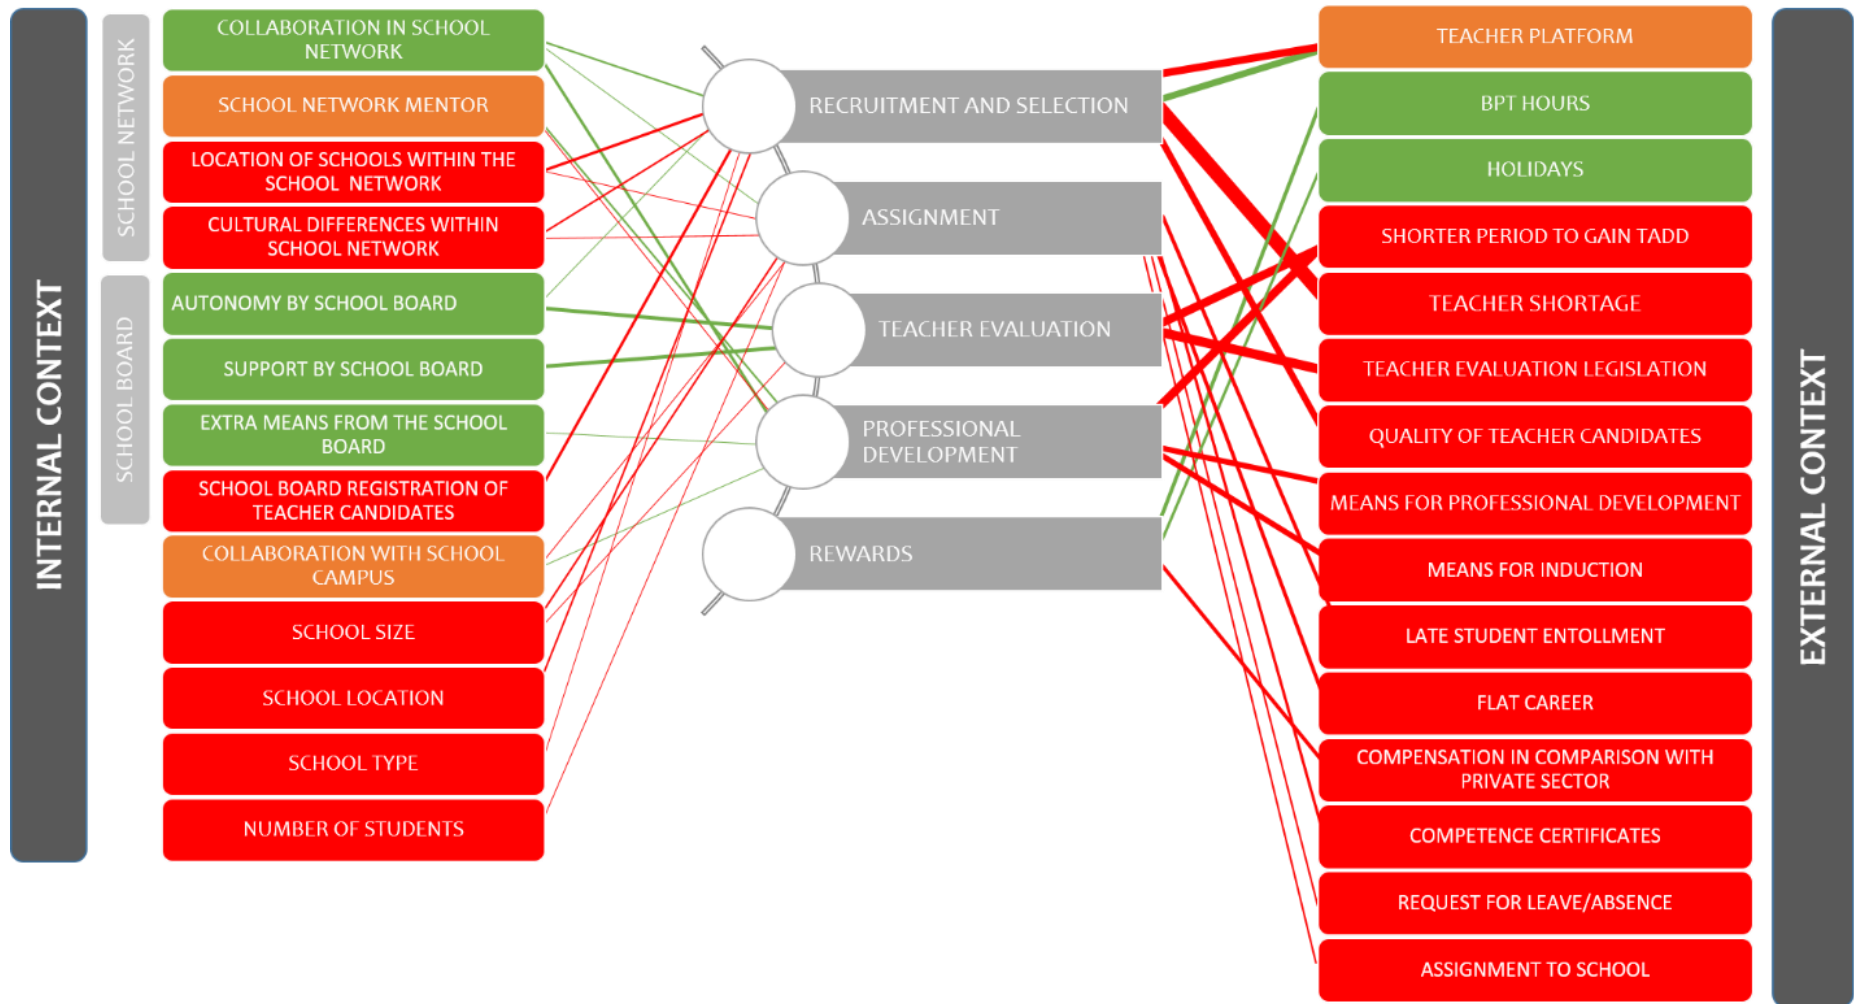 INTERNAL CONTEXT
SCHOOL NETWORK
SCHOOL BOARD
COLLABORATION IN SCHOOL
NETWORK
SCHOOL NETWORK MENTOR
LOCATION OF SCHOOLS WITHIN THE
SCHOOL NETWORK
CULTURAL DIFFERENCES WITHIN
SCHOOL NETWORK
AUTONOMY BY SCHOOL BOARD
SUPPORT BY SCHOOL BOARD
EXTRA MEANS FROM THE SCHOOL
BOARD
SCHOOL BOARD REGISTRATION OF
TEACHER CANDIDATES
COLLABORATION WITH SCHOOL
CAMPUS
SCHOOL SIZE
SCHOOL LOCATION
SCHOOL TYPE
NUMBER OF STUDENTS
RECRUITMENT AND SELECTION
ASSIGNMENT
TEACHER EVALUATION
PROFESSIONAL
DEVELOPMENT
REWARDS
TEACHER PLATFORM
BPT HOURS
HOLIDAYS
SHORTER PERIOD TO GAIN TADD
TEACHER SHORTAGE
TEACHER EVALUATION LEGISLATION
QUALITY OF TEACHER CANDIDATES
MEANS FOR PROFESSIONAL DEVELOPMENT
MEANS FOR INDUCTION
LATE STUDENT ENTOLLMENT
FLAT CAREER
COMPENSATION IN COMPARISON WITH
PRIVATE SECTOR
COMPETENCE CERTIFICATES
REQUEST FOR LEAVE/ABSENCE
ASSIGNMENT TO SCHOOL
EXTERNAL CONTEXT